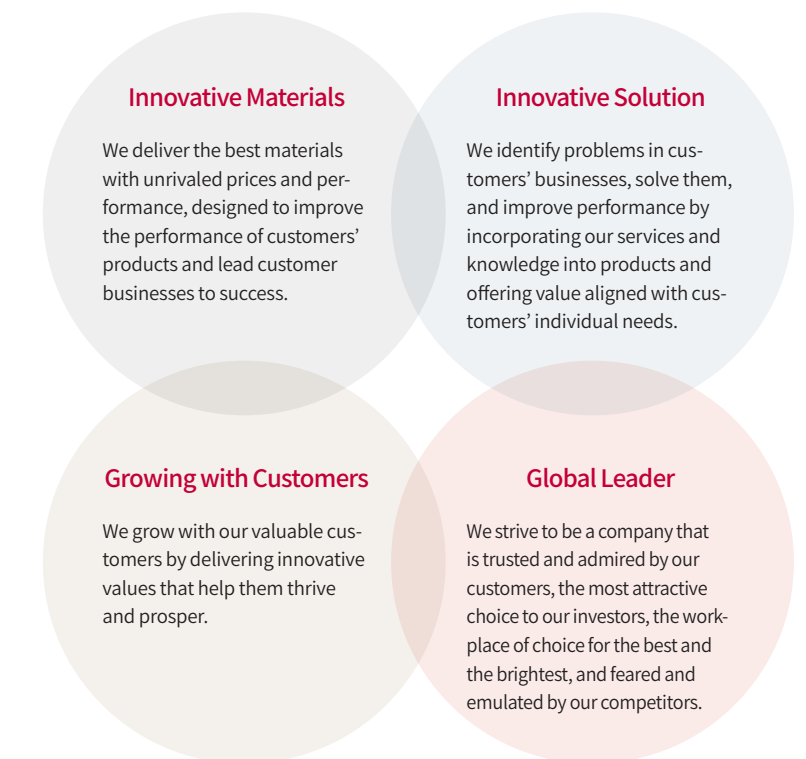 Innovative Materials
We deliver the best materials
with unrivaled prices and per-
formance, designed to improve
the performance of customers’
products and lead customer
businesses to success.
Innovative Solution
We identify problems in cus-
tomers’ businesses, solve them,
and improve performance by
incorporating our services and
knowledge into products and
offering value aligned with cus-
tomers’ individual needs.
Growing with Customers
We grow with our valuable cus-
tomers by delivering innovative
values that help them thrive
and prosper.
Global Leader
We strive to be a company that
is trusted and admired by our
customers, the most attractive
choice to our investors, the work-
place of choice for the best and
the brightest, and feared and
emulated by our competitors.